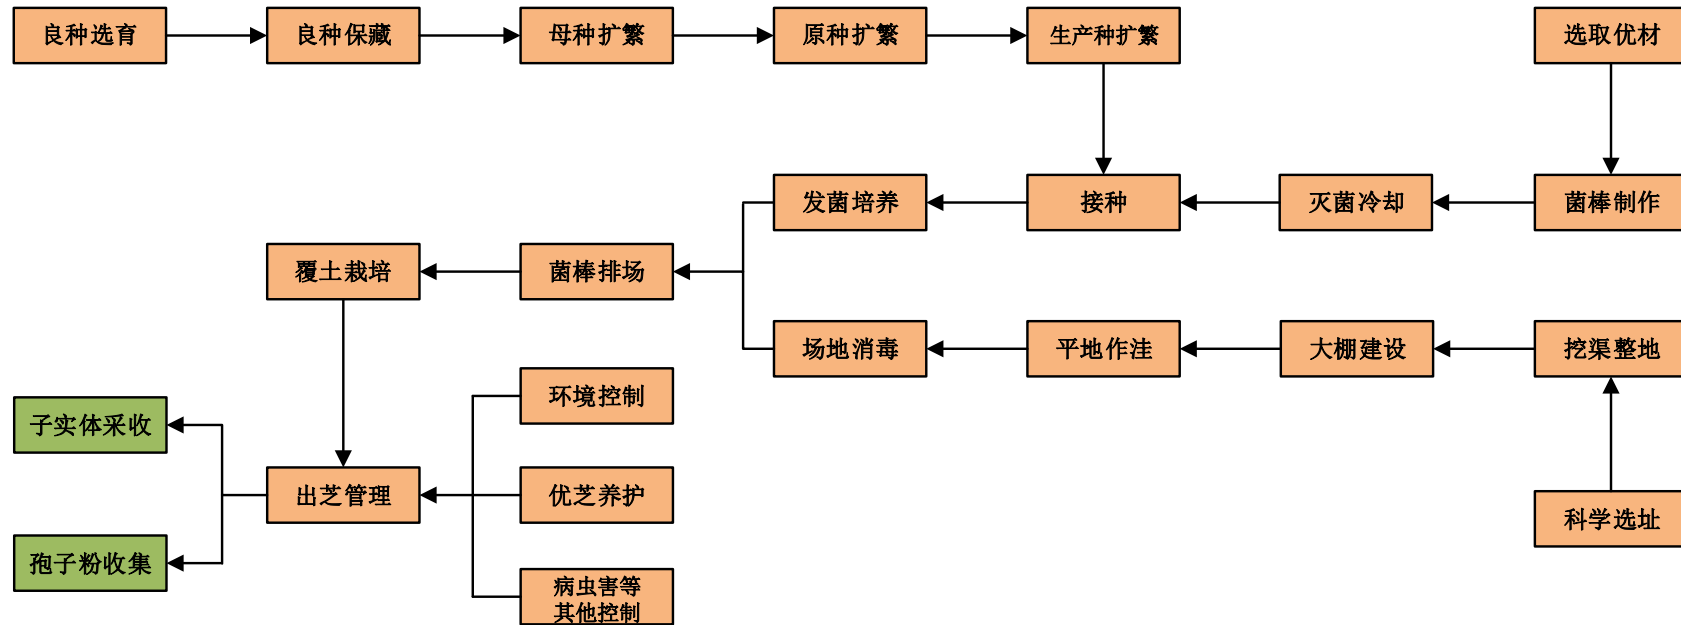 良种选育
良种保藏
母种扩繁
原种扩繁
生产种扩繁
选取优材
发菌培养
接种
灭菌冷却
菌棒制作
覆土栽培
菌棒排场
场地消毒
平地作洼
大棚建设
挖渠整地
环境控制
子实体采收
出芝管理
优芝养护
科学选址
孢子粉收集
病虫害等
其他控制